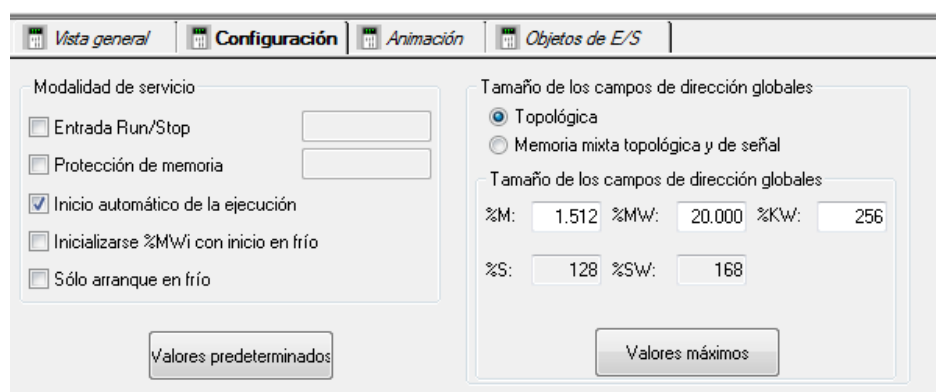 Vista general Configuración Animación Objetos de E/S
Modalidad de servicio
Entrada Run/Stop
Protección de memoria
Inicio automático de la ejecución
Inicializarse %MWi con inicio en frío
Sólo arranque en frío
Valores predeterminados
Tamaño de los campos de dirección globales
Topológica
Memoria mixta topológica y de señal
Tamaño de los campos de dirección globales
%M: 1.512 %MW: 20.000 %KW: 256
%S: 128 %SW: 168
Valores máximos